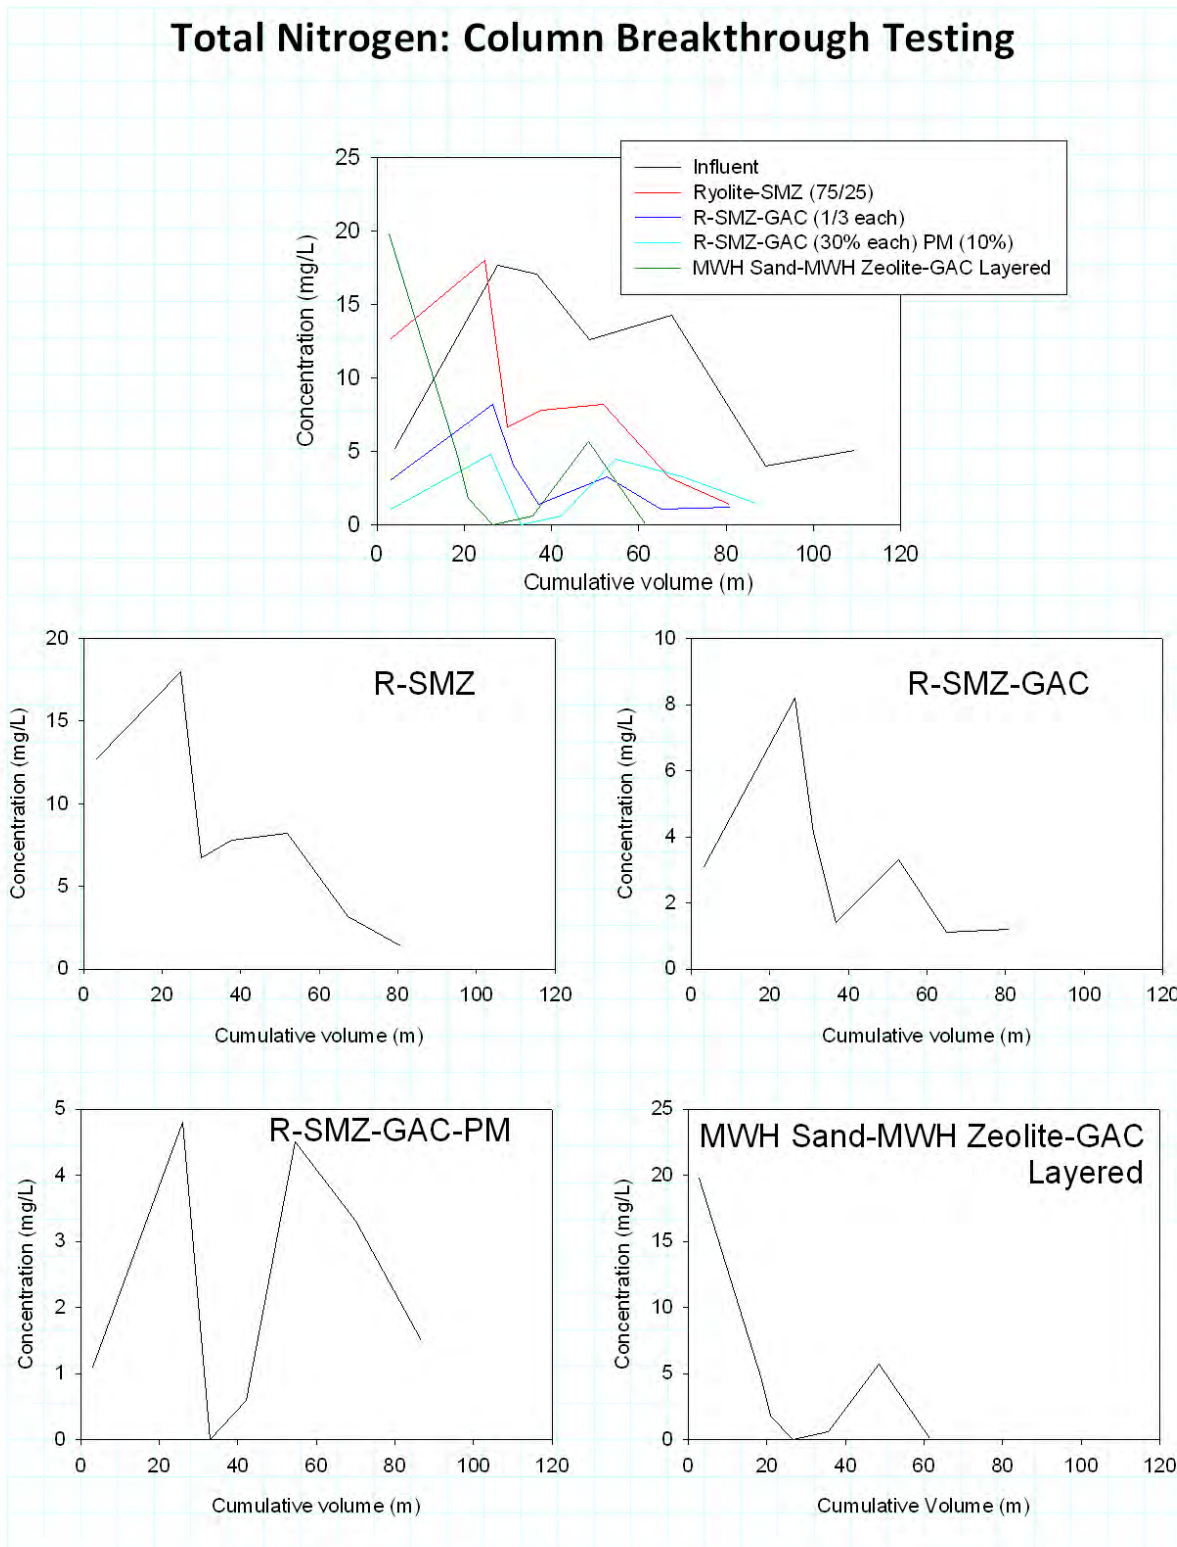 Total Nitrogen: Column Breakthrough Testing
Influent
Ryolite-SMZ (75/25)
R-SMZ-GAC (1/3 each)
R-SMZ-GAC (30% each) PM (10%)
MWH Sand-MWH Zeolite-GAC Layered
Concentration (mg/L)
25
20
15
10
5
0
0 20 40 60 80 100 120
Cumulative volume (m)
R-SMZ
Concentration (mg/L)
20
15
10
5
0
0 20 40 60 80 100 120
Cumulative volume (m)
R-SMZ-GAC
Concentration (mg/L)
10
8
6
4
2
0
0 20 40 60 80 100 120
Cumulative volume (m)
R-SMZ-GAC-PM
Concentration (mg/L)
5
4
3
2
1
0
0 20 40 60 80 100 120
Cumulative volume (m)
MWH Sand-MWH Zeolite-GAC
Layered
Concentration (mg/L)
25
20
15
10
5
0
0 20 40 60 80 100 120
Cumulative Volume (m)